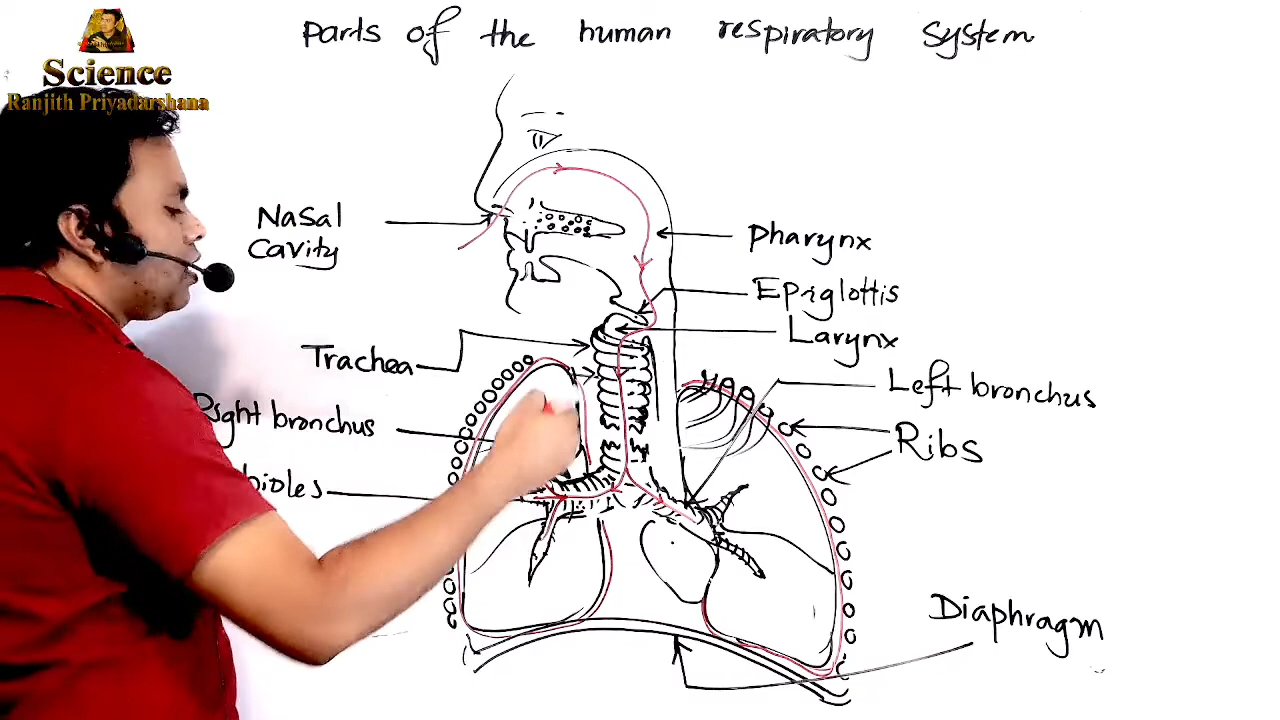 Science
Ranjith Priyadarshana
Parts of the human respiratory system
Nasal
Cavity
Pharynx
Epiglottis
Larynx
Trachea
Left bronchus
bronchus
Ribs
Diaphragm